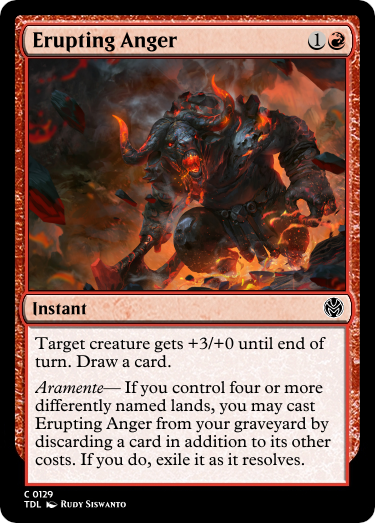 Erupting Anger 1
Instant
Target creature gets +3/+0 until end of
turn. Draw a card.
Aramente— If you control four or more
differently named lands, you may cast
Erupting Anger from your graveyard by
discarding a card in addition to its other
costs. If you do, exile it as it resolves.
C 0129
TDL Rudy Siswanto